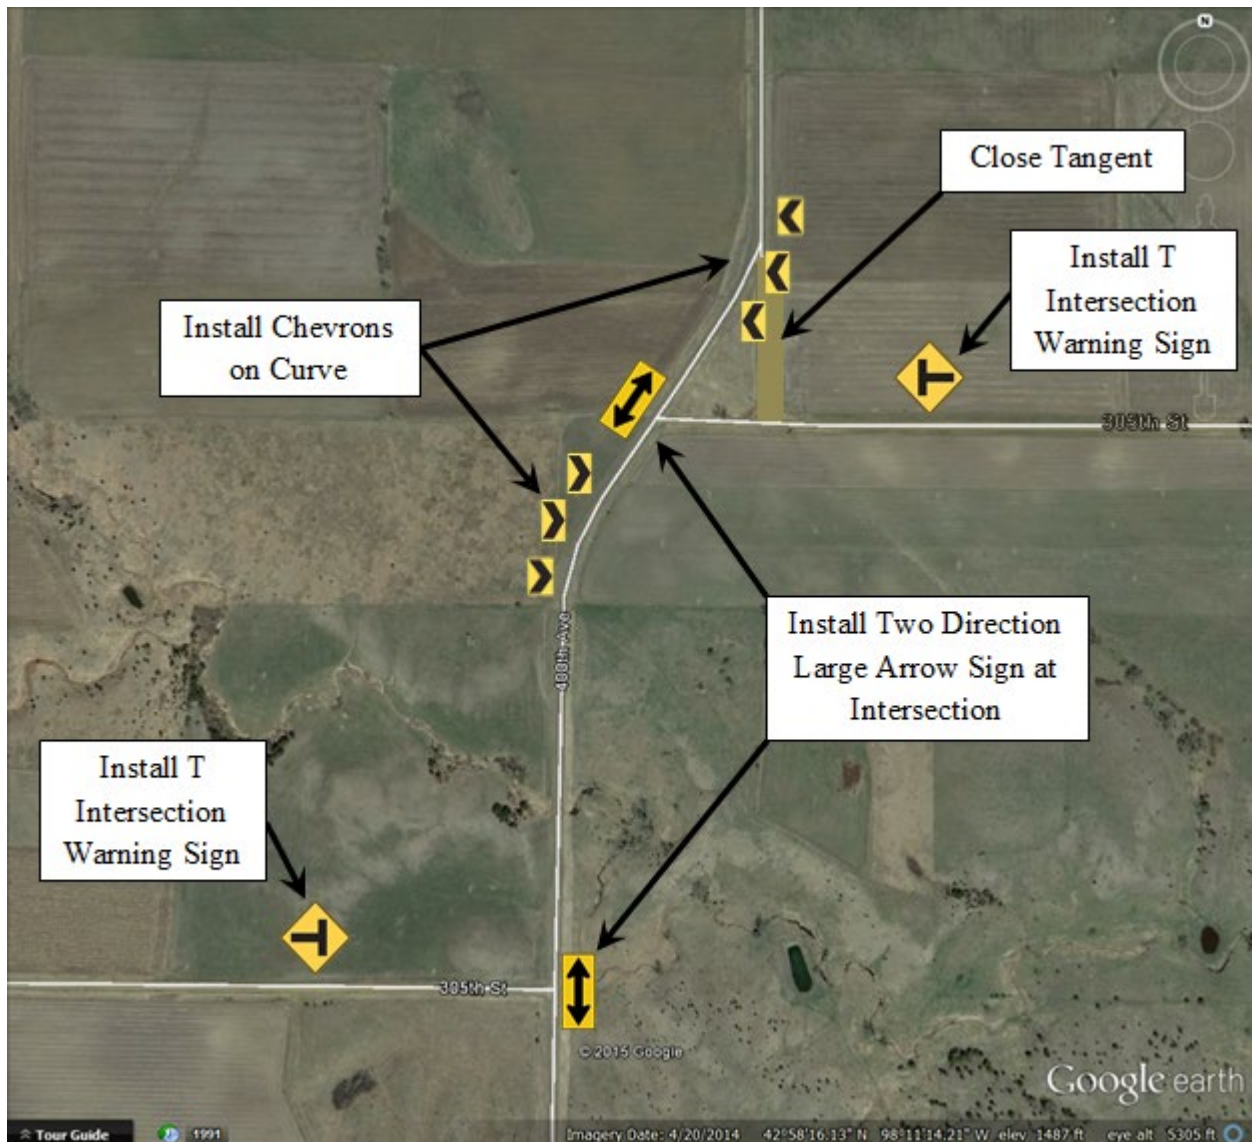 N
Close Tangent
Install T
Intersection
Warning Sign
Install Chevrons
on Curve
305th St
400th Ave
Install Two Direction
Large Arrow Sign at
Intersection
Install T
Intersection
Warning Sign
305th St
© 2015 Google
Google earth
Tour Guide
1991
Imagery Date: 4/20/2014 42°58'16.13" N 98°11'14.21" W elev 1487 ft eye alt 5305 ft